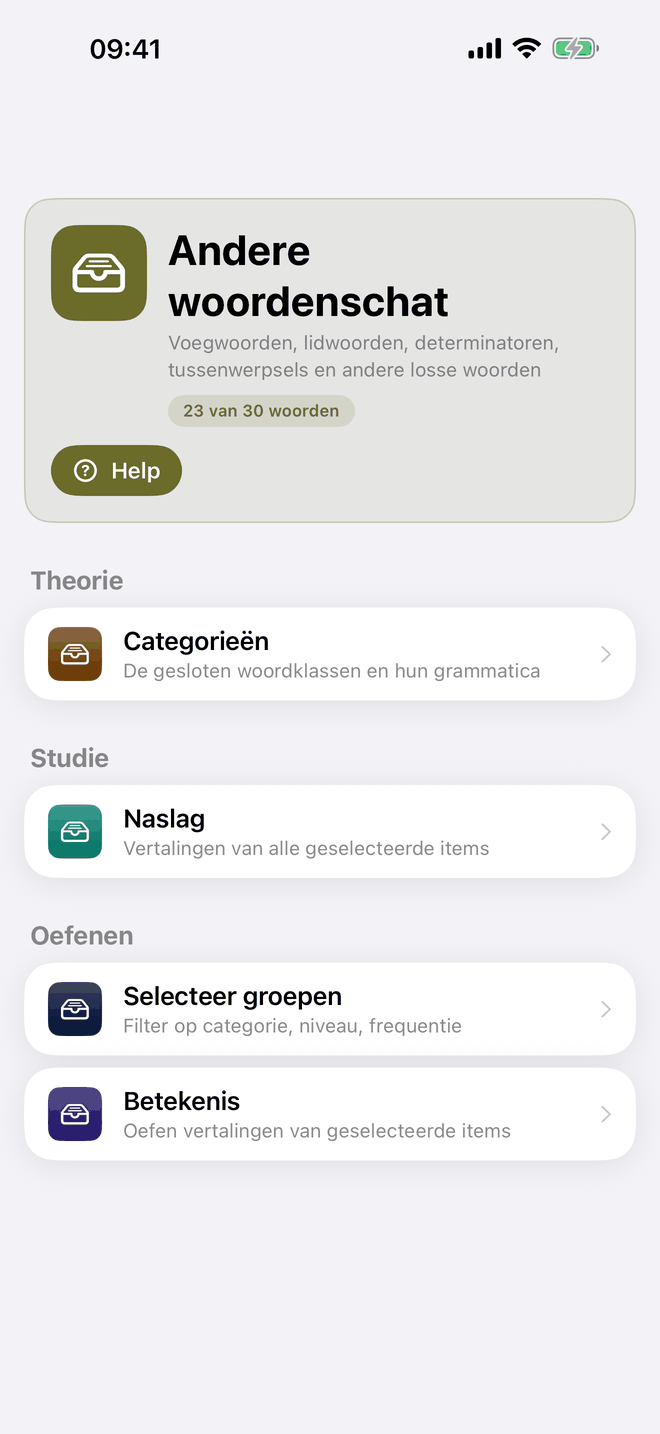 09:41
Andere
woordenschat
Voegwoorden, lidwoorden, determinatoren,
tussenwerpsels en andere losse woorden
23 van 30 woorden
Help
Theorie
Categorieën
De gesloten woordklassen en hun grammatica
Studie
Naslag
Vertalingen van alle geselecteerde items
Oefenen
Selecteer groepen
Filter op categorie, niveau, frequentie
Betekenis
Oefen vertalingen van geselecteerde items